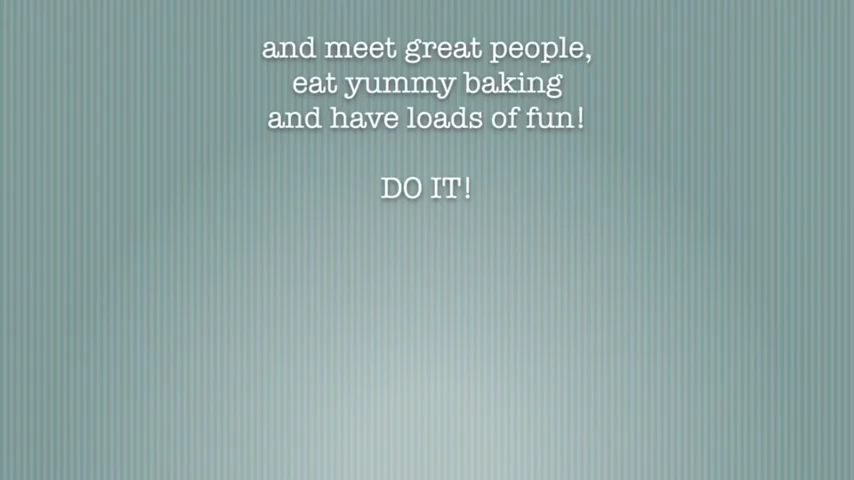 and meet great people,
eat yummy baking
and have loads of fun!
DO IT!